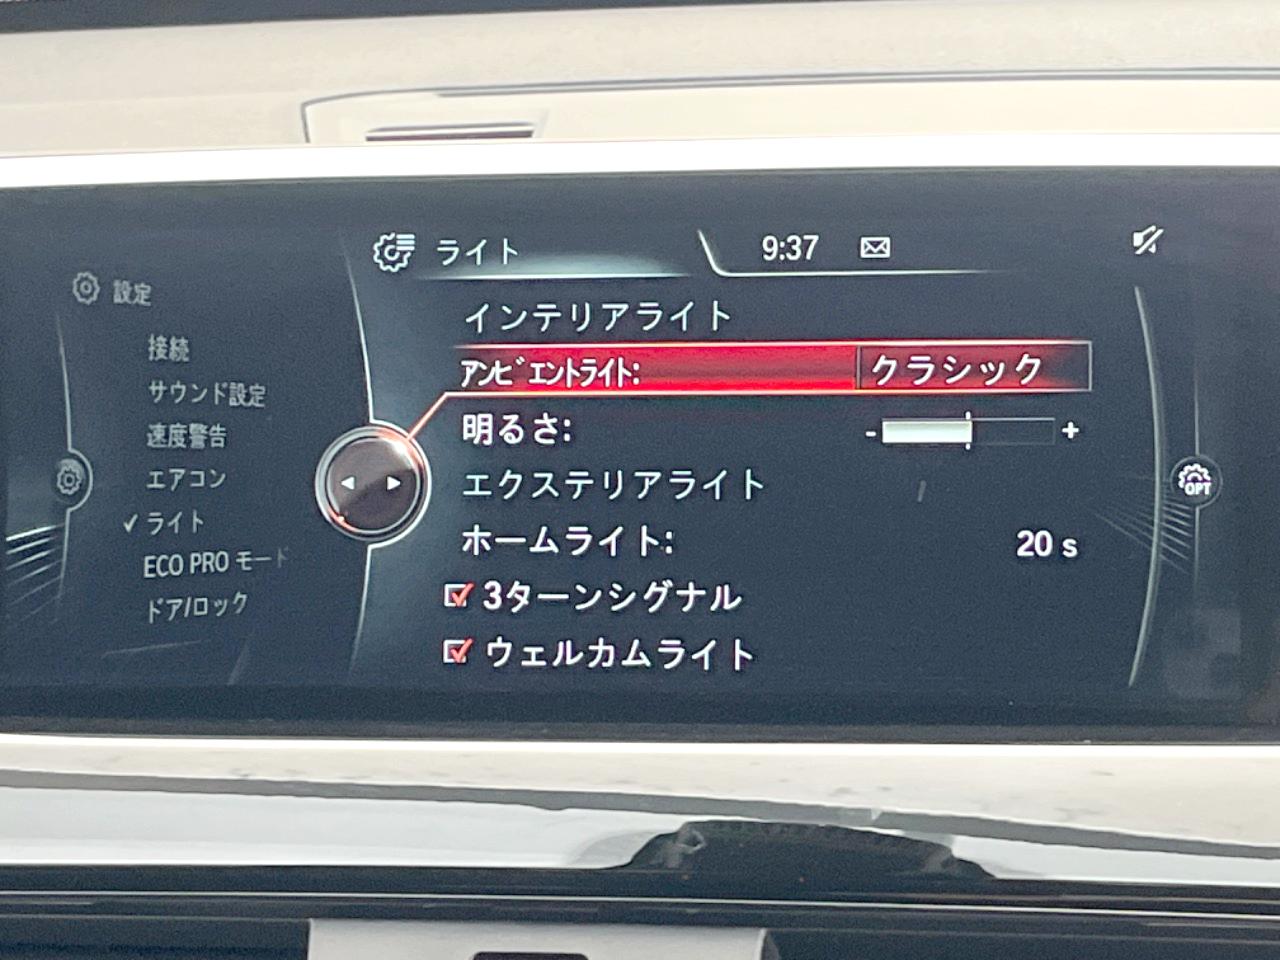 ライト
9:37
設定
接続
サウンド設定
速度警告
エアコン
ライト
ECO PRO モード
ドア/ロック
インテリアライト
アンビエントライト: クラシック
明るさ: - +
エクステリアライト
ホームライト: 20 s
3ターンシグナル
ウェルカムライト
OPT